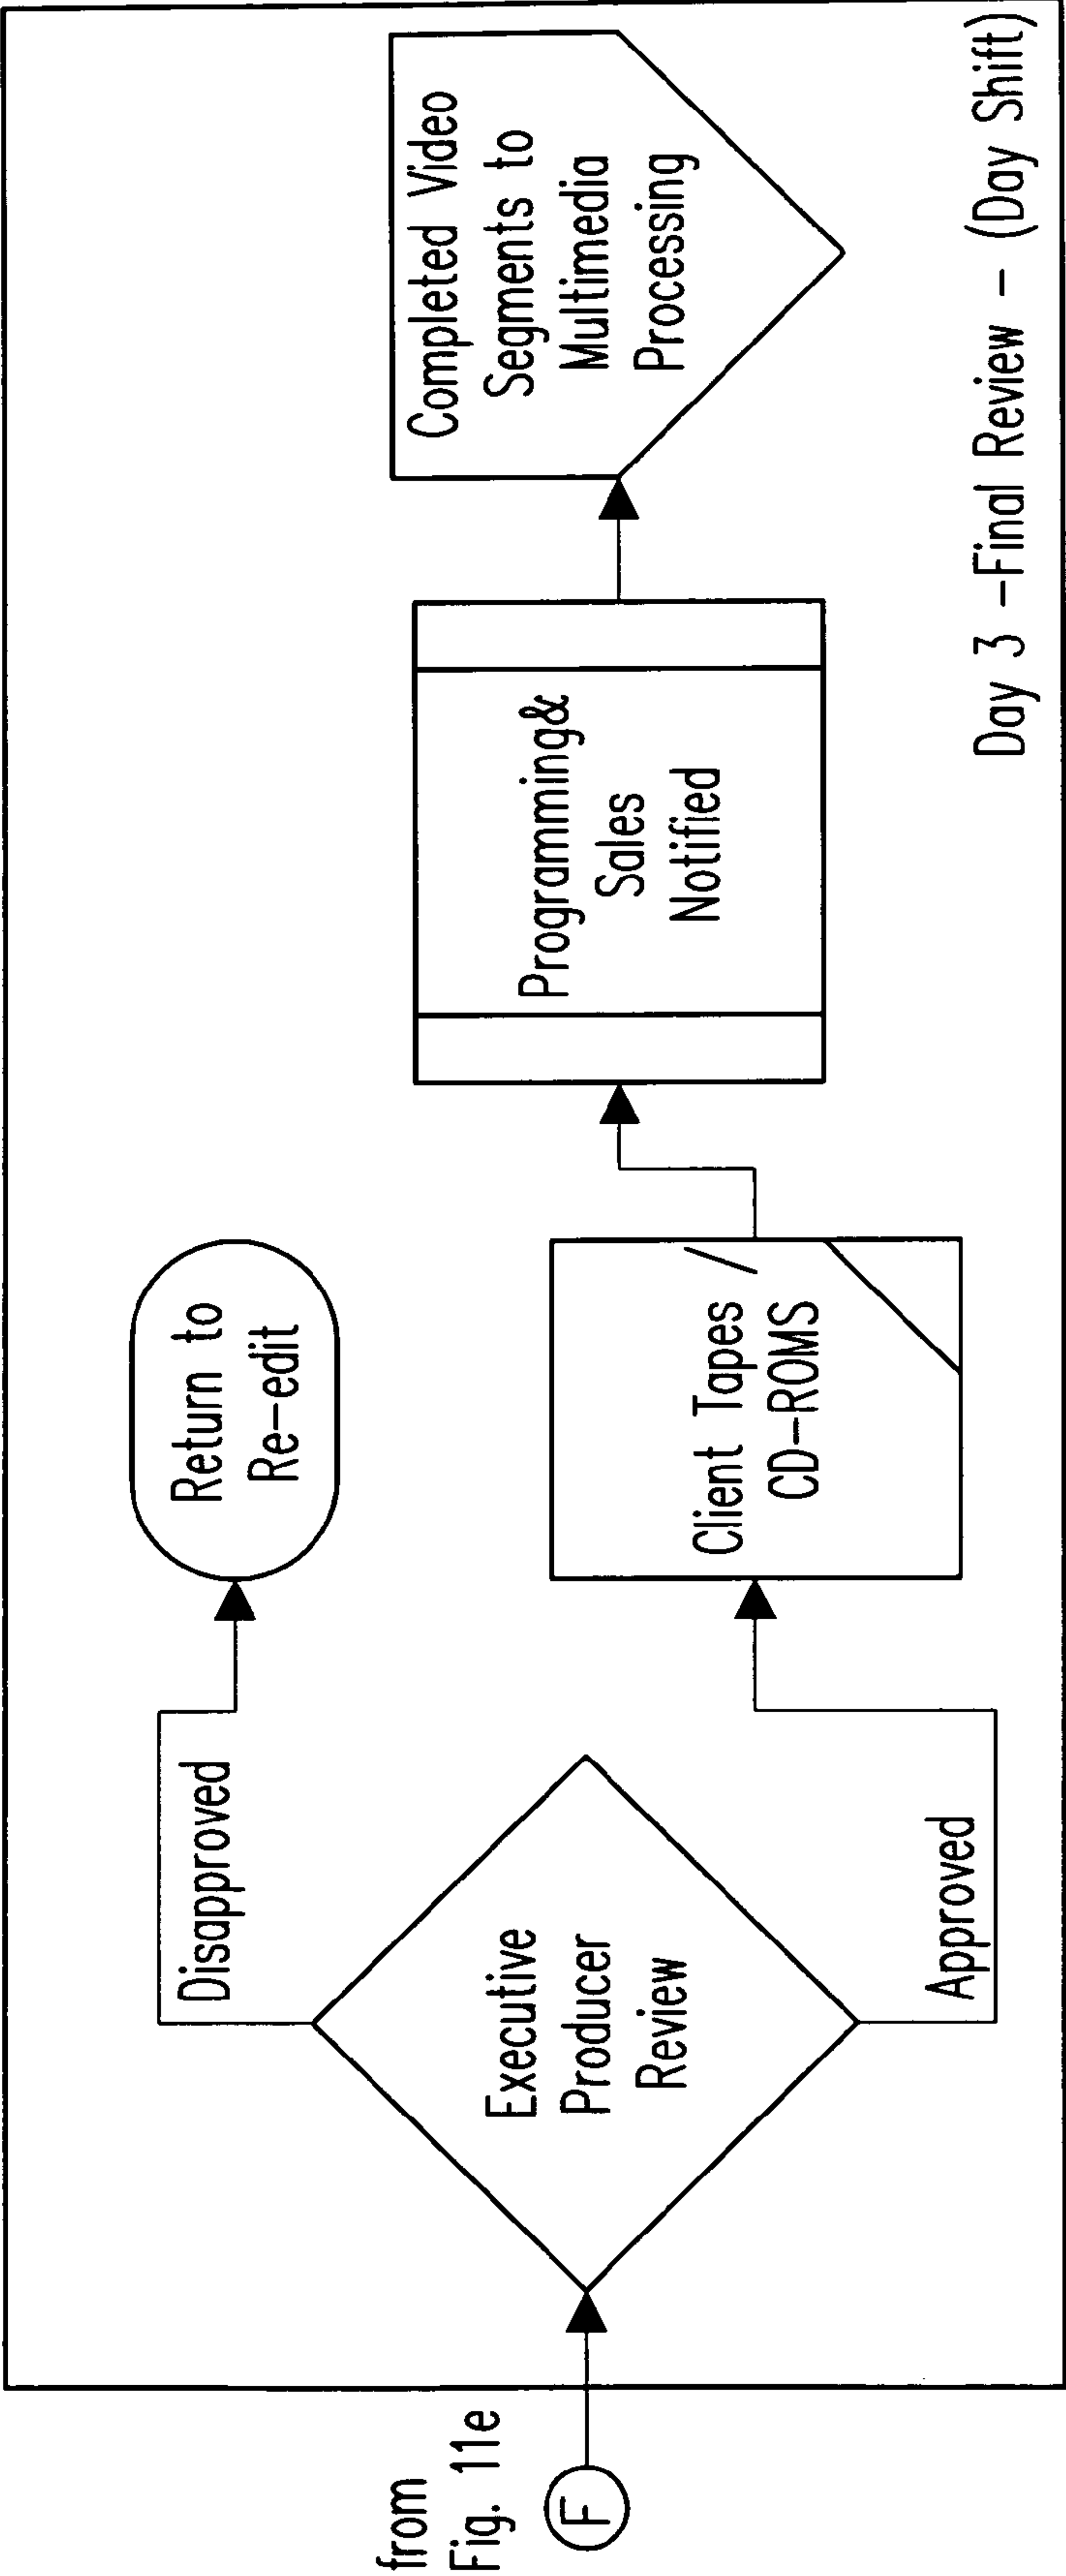 from
Fig. 11e
F
Executive
Producer
Review
Disapproved
Approved
Return to
Re-edit
Client Tapes /
CD-ROMS
Programming&
Sales
Notified
Completed Video
Segments to
Multimedia
Processing
Day 3 -Final Review - (Day Shift)